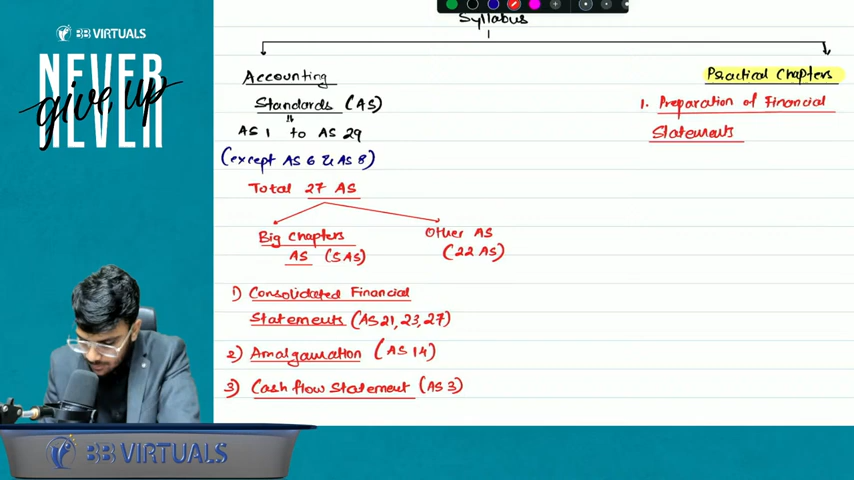 Syllabus
BB VIRTUALS
NEVER
give up
NEVER
Accounting
Standards (AS)
AS 1 to AS 29
(except AS 6 & AS 8)
Total 27 AS
Big Chapters
AS (5 AS)
Other AS
(22 AS)
1) Consolidated Financial
Statements (AS 21, 23, 27)
2) Amalgamation (AS 14)
3) Cash flow Statement (AS 3)
Practical Chapters
1. Preparation of Financial
Statements
BB VIRTUALS